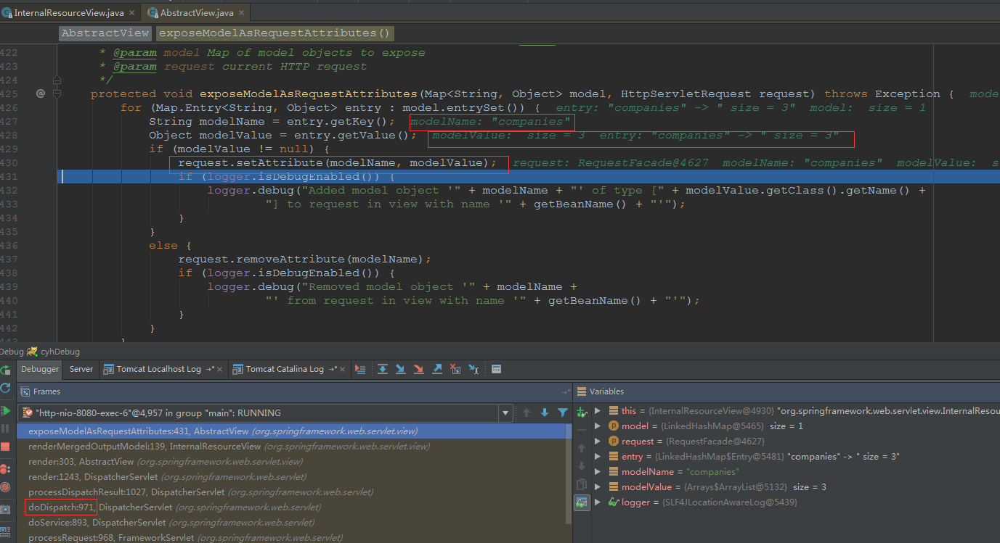 InternalResourceView.java × AbstractView.java ×
AbstractView exposeModelAsRequestAttributes()
422 * @param model Map of model objects to expose
423 * @param request current HTTP request
424 */
425 @ protected void exposeModelAsRequestAttributes(Map<String, Object> model, HttpServletRequest request) throws Exception { mode
426 for (Map.Entry<String, Object> entry : model.entrySet()) { entry: "companies" -> " size = 3" model: size = 1
427 String modelName = entry.getKey(); modelName: "companies"
428 Object modelValue = entry.getValue(); modelValue: size = 3 entry: "companies" -> " size = 3"
429 if (modelValue != null) {
430 request.setAttribute(modelName, modelValue); request: RequestFacade@4627 modelName: "companies" modelValue: s
431 if (logger.isDebugEnabled()) {
432 logger.debug("Added model object '" + modelName + "' of type [" + modelValue.getClass().getName() +
433 "] to request in view with name '" + getBeanName() + "'");
434 }
435 }
436 else {
437 request.removeAttribute(modelName);
438 if (logger.isDebugEnabled()) {
439 logger.debug("Removed model object '" + modelName +
440 "' from request in view with name '" + getBeanName() + "'");
441 }
442 }
443 }
Debug cyhDebug
Debugger Server Tomcat Localhost Log →* × Tomcat Catalina Log →* ×
Frames
"http-nio-8080-exec-6"@4,957 in group "main": RUNNING
exposeModelAsRequestAttributes:431, AbstractView (org.springframework.web.servlet.view)
renderMergedOutputModel:139, InternalResourceView (org.springframework.web.servlet.view)
render:303, AbstractView (org.springframework.web.servlet.view)
render:1243, DispatcherServlet (org.springframework.web.servlet)
processDispatchResult:1027, DispatcherServlet (org.springframework.web.servlet)
doDispatch:971, DispatcherServlet (org.springframework.web.servlet)
doService:893, DispatcherServlet (org.springframework.web.servlet)
processRequest:968, FrameworkServlet (org.springframework.web.servlet)
Variables
this = {InternalResourceView@4930} "org.springframework.web.servlet.view.InternalResou
model = {LinkedHashMap@5465} size = 1
request = {RequestFacade@4627}
entry = {LinkedHashMap$Entry@5481} "companies" -> " size = 3"
modelName = "companies"
modelValue = {Arrays$ArrayList@5132} size = 3
logger = {SLF4JLocationAwareLog@5439}